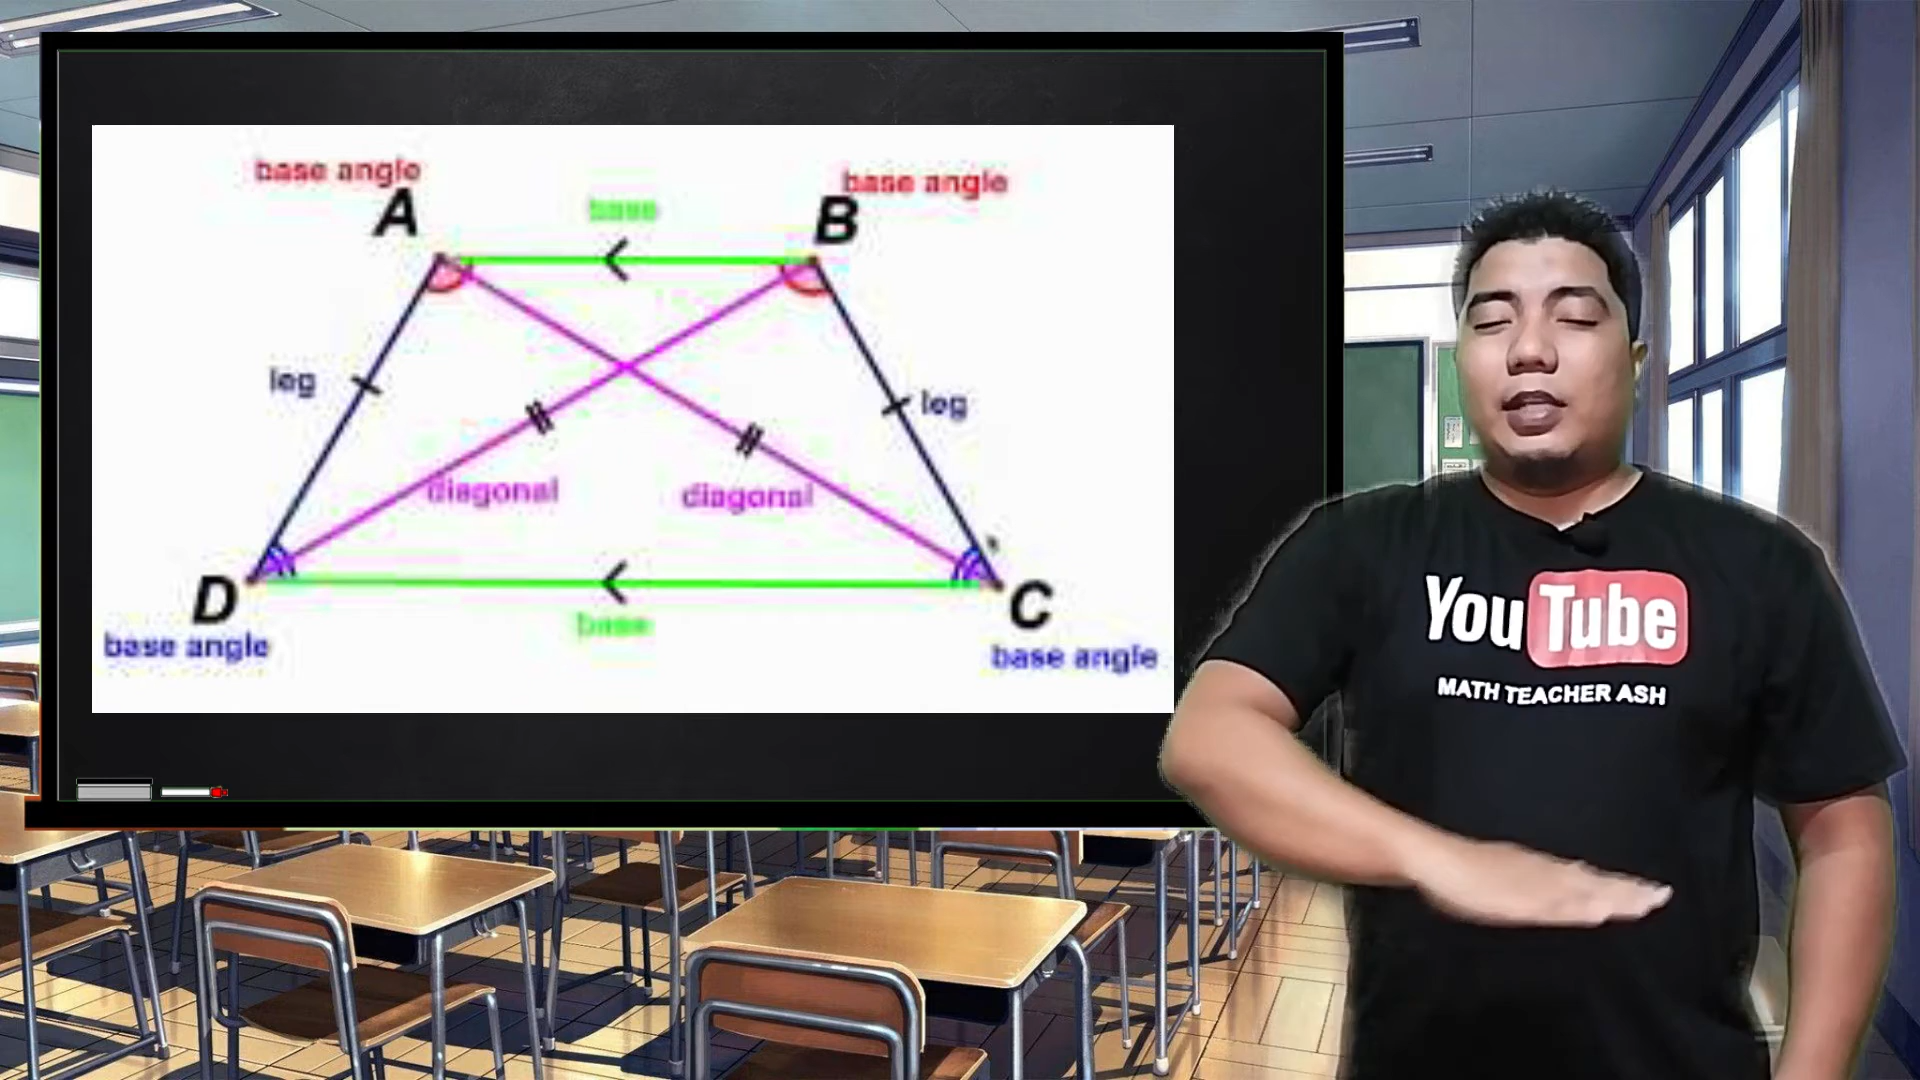 base angle
base angle
A
base
B
leg
leg
diagonal
diagonal
D
C
base
base angle
base angle
YouTube
MATH TEACHER ASH